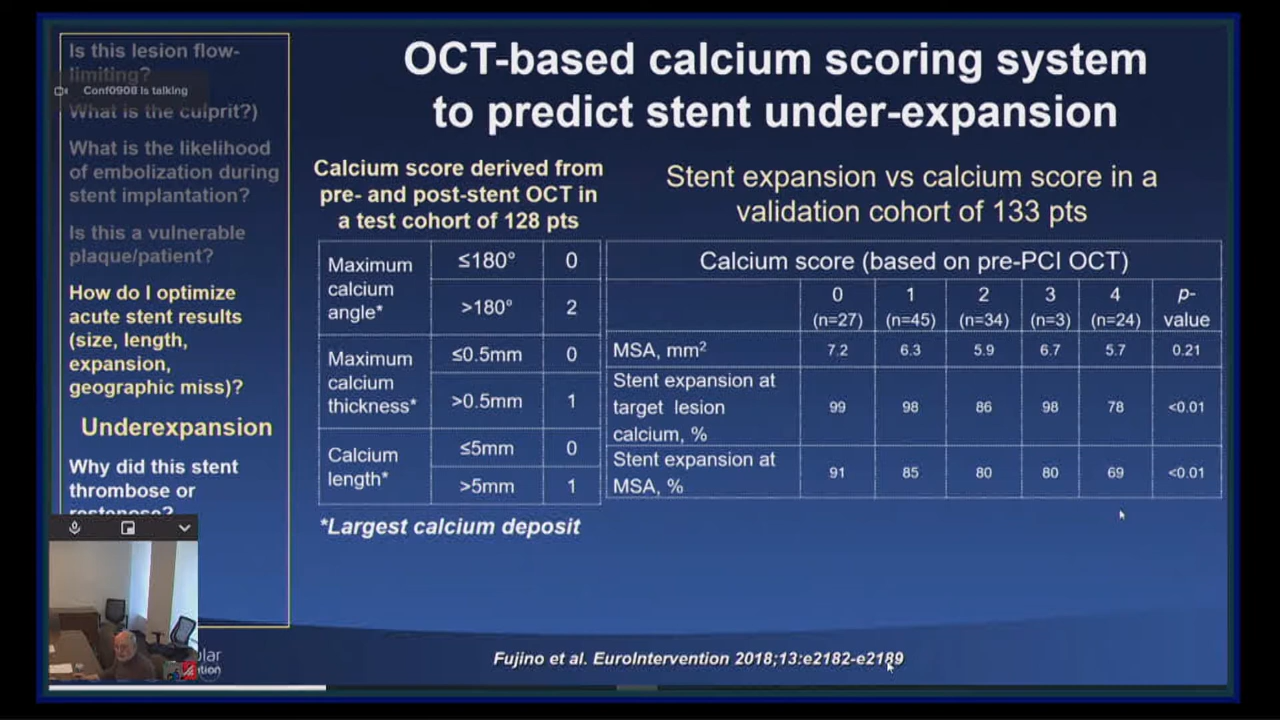 Is this lesion flow-
limiting?
Conf0908 is talking
What is the culprit?)
What is the likelihood
of embolization during
stent implantation?
Is this a vulnerable
plaque/patient?
How do I optimize
acute stent results
(size, length,
expansion,
geographic miss)?
Underexpansion
Why did this stent
thrombose or
restenose?
OCT-based calcium scoring system
to predict stent under-expansion
Calcium score derived from
pre- and post-stent OCT in
a test cohort of 128 pts
Maximum
calcium
angle*
≤180° 0
>180° 2
Maximum
calcium
thickness*
≤0.5mm 0
>0.5mm 1
Calcium
length*
≤5mm 0
>5mm 1
*Largest calcium deposit
Stent expansion vs calcium score in a
validation cohort of 133 pts
Calcium score (based on pre-PCI OCT)
0 1 2 3 4 p-
(n=27) (n=45) (n=34) (n=3) (n=24) value
MSA, mm² 7.2 6.3 5.9 6.7 5.7 0.21
Stent expansion at
target lesion 99 98 86 98 78 <0.01
calcium, %
Stent expansion at
MSA, % 91 85 80 80 69 <0.01
Fujino et al. EuroIntervention 2018;13:e2182-e2189